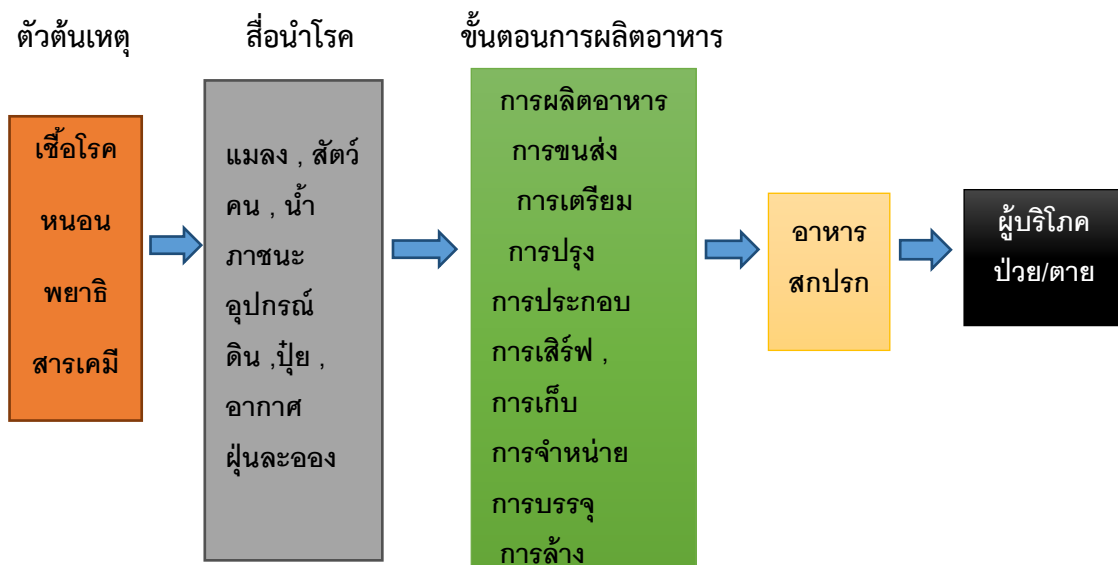 ตัวต้นเหตุ
สื่อนำโรค
ขั้นตอนการผลิตอาหาร
เชื้อโรค
หนอน
พยาธิ
สารเคมี
แมลง , สัตว์
คน , น้ำ
ภาชนะ
อุปกรณ์
ดิน ,ปุ๋ย ,
อากาศ
ฝุ่นละออง
การผลิตอาหาร
การขนส่ง
การเตรียม
การปรุง
การประกอบ
การเสิร์ฟ ,
การเก็บ
การจำหน่าย
การบรรจุ
การล้าง
อาหาร
สกปรก
ผู้บริโภค
ป่วย/ตาย